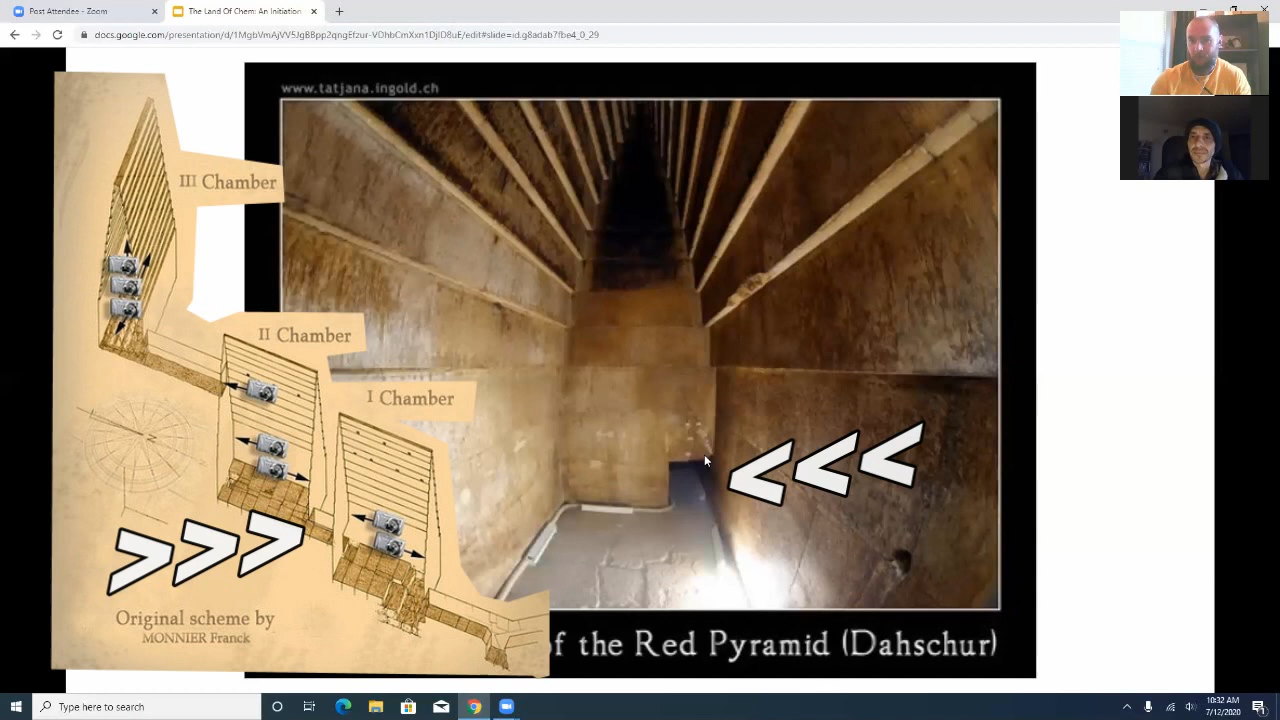 Post Attendee - Zoom
The Land Of Chem: An Initiation
docs.google.com/presentation/d/1MgbVmAjVV5JgBBpp2qngEfzur-VDhbCmXxn1DjlD8uE/edit#slide=id.g8adab7fbe4_0_29
www.tatjana.ingold.ch
III Chamber
II Chamber
I Chamber
<<<
>>>
Original scheme by
MONNIER Franck
of the Red Pyramid (Dahschur)
Type here to search
10:32 AM
7/12/2020